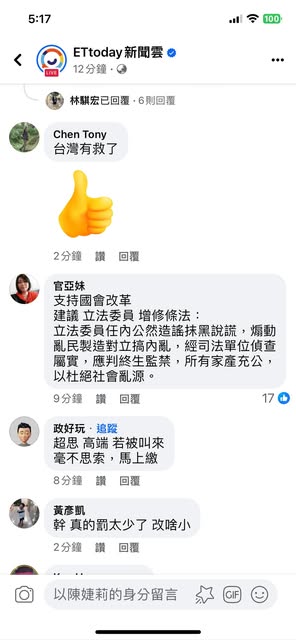 5:17
100
ETtoday新聞雲
LIVE
12分鐘 ·
林騏宏已回覆 · 6則回覆
Chen Tony
台灣有救了
2分鐘 讚 回覆
官亞妹
支持國會改革
建議 立法委員 增修條法：
立法委員任內公然造謠抹黑說謊，煽動
亂民製造對立搞內亂，經司法單位偵查
屬實，應判終生監禁，所有家產充公，
以杜絕社會亂源。
9分鐘 讚 回覆 17
政好玩 · 追蹤
超思 高端 若被叫來
毫不思索，馬上繳
8分鐘 讚 回覆
黃彥凱
幹 真的罰太少了 改啥小
2分鐘 讚 回覆
以陳婕莉的身分留言
GIF